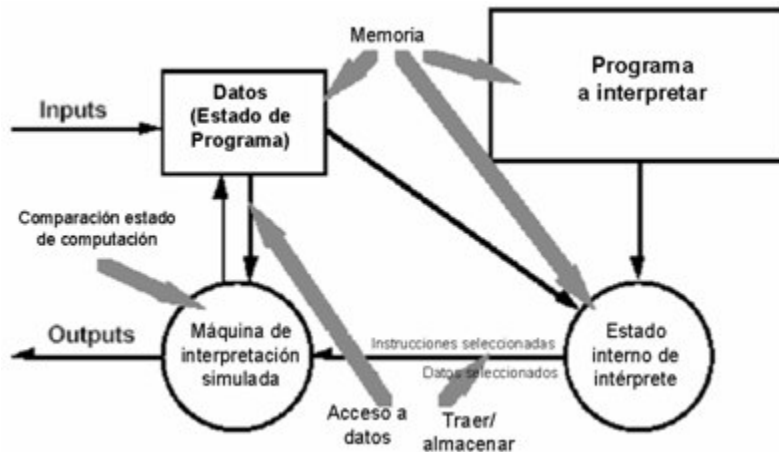 Memoria
Programa
a interpretar
Datos
(Estado de
Programa)
Inputs
Comparación estado
de computación
Outputs
Máquina de
interpretación
simulada
Instrucciones seleccionadas
Datos seleccionados
Estado
interno de
intérprete
Acceso a
datos
Traer/
almacenar